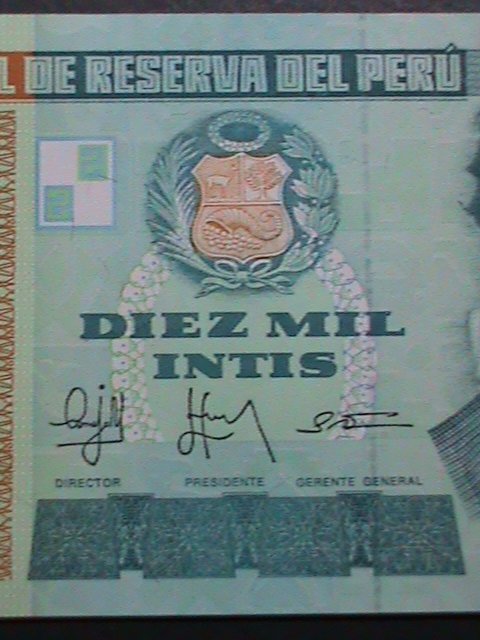 L DE RESERVA DEL PERÚ
DIEZ MIL
INTIS
DIRECTOR PRESIDENTE GERENTE GENERAL